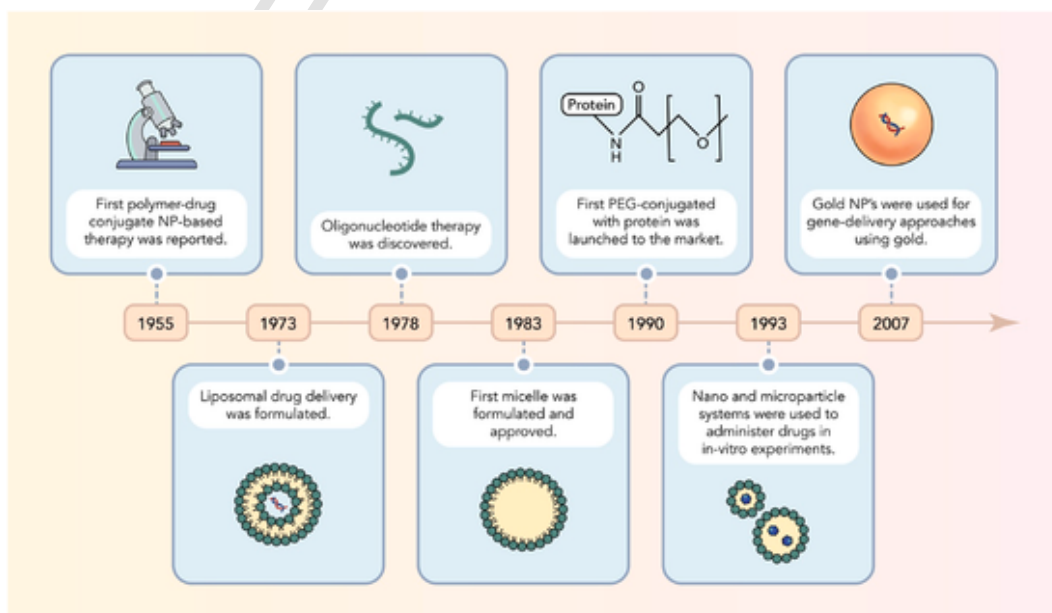 First polymer-drug
conjugate NP-based
therapy was reported.
Oligonucleotide therapy
was discovered.
Protein
O
N
H
O
First PEG-conjugated
with protein was
launched to the market.
Gold NP's were used for
gene-delivery approaches
using gold.
1955
1973
1978
1983
1990
1993
2007
Liposomal drug delivery
was formulated.
First micelle was
formulated and
approved.
Nano and microparticle
systems were used to
administer drugs in
in-vitro experiments.